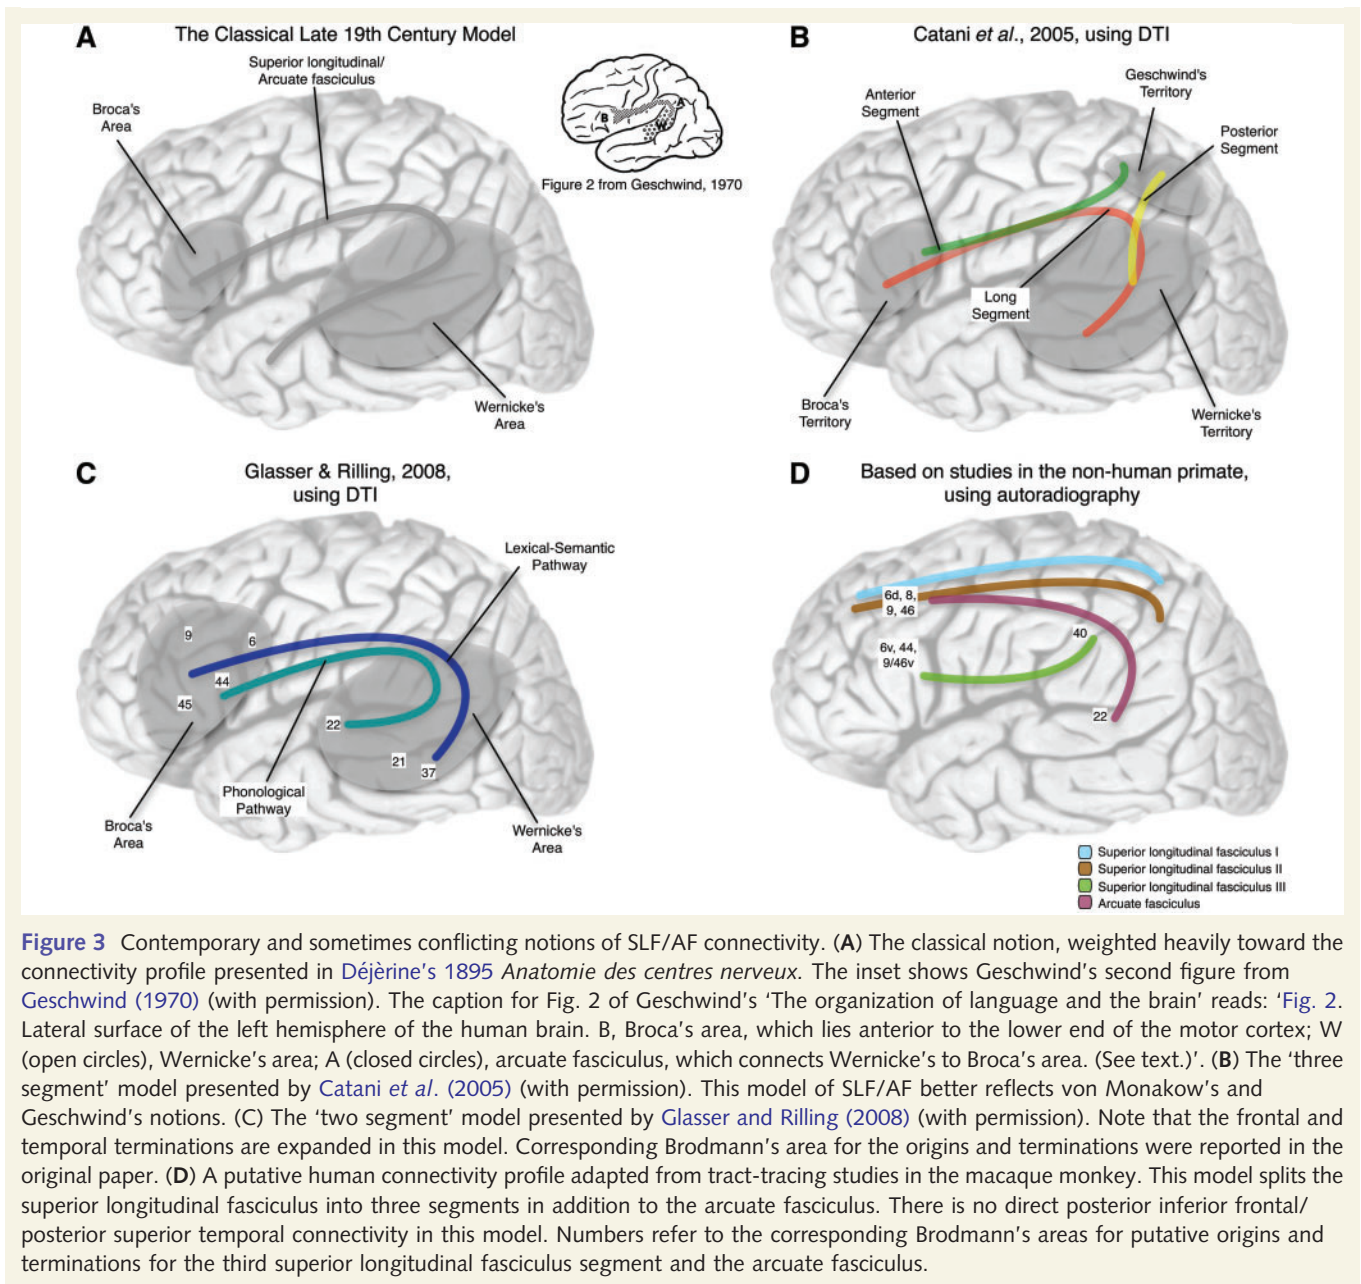 A
The Classical Late 19th Century Model
Superior longitudinal/
Arcuate fasciculus
Broca's
Area
B
A
W
Figure 2 from Geschwind, 1970
Wernicke's
Area
B
Catani et al., 2005, using DTI
Geschwind's
Territory
Anterior
Segment
Posterior
Segment
Long
Segment
Broca's
Territory
Wernicke's
Territory
C
Glasser & Rilling, 2008,
using DTI
Lexical-Semantic
Pathway
9
6
44
45
22
21
37
Phonological
Pathway
Broca's
Area
Wernicke's
Area
D
Based on studies in the non-human primate,
using autoradiography
6d, 8,
9, 46
40
6v, 44,
9/46v
22
Superior longitudinal fasciculus I
Superior longitudinal fasciculus II
Superior longitudinal fasciculus III
Arcuate fasciculus
Figure 3 Contemporary and sometimes conflicting notions of SLF/AF connectivity. (A) The classical notion, weighted heavily toward the
connectivity profile presented in Déjèrine's 1895 Anatomie des centres nerveux. The inset shows Geschwind's second figure from
Geschwind (1970) (with permission). The caption for Fig. 2 of Geschwind's 'The organization of language and the brain' reads: 'Fig. 2.
Lateral surface of the left hemisphere of the human brain. B, Broca's area, which lies anterior to the lower end of the motor cortex; W
(open circles), Wernicke's area; A (closed circles), arcuate fasciculus, which connects Wernicke's to Broca's area. (See text.)'. (B) The 'three
segment' model presented by Catani et al. (2005) (with permission). This model of SLF/AF better reflects von Monakow's and
Geschwind's notions. (C) The 'two segment' model presented by Glasser and Rilling (2008) (with permission). Note that the frontal and
temporal terminations are expanded in this model. Corresponding Brodmann's area for the origins and terminations were reported in the
original paper. (D) A putative human connectivity profile adapted from tract-tracing studies in the macaque monkey. This model splits the
superior longitudinal fasciculus into three segments in addition to the arcuate fasciculus. There is no direct posterior inferior frontal/
posterior superior temporal connectivity in this model. Numbers refer to the corresponding Brodmann's areas for putative origins and
terminations for the third superior longitudinal fasciculus segment and the arcuate fasciculus.